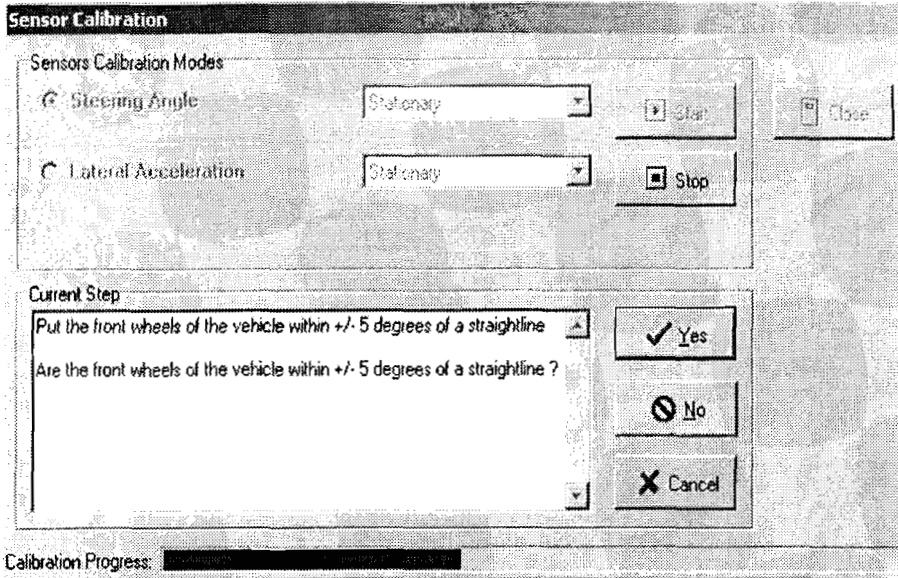 Sensor Calibration
Sensors Calibration Modes
Steering Angle
Stationary
Start
Close
Lateral Acceleration
Stationary
Stop
Current Step
Put the front wheels of the vehicle within +/- 5 degrees of a straightline
Are the front wheels of the vehicle within +/- 5 degrees of a straightline ?
Yes
No
Cancel
Calibration Progress: